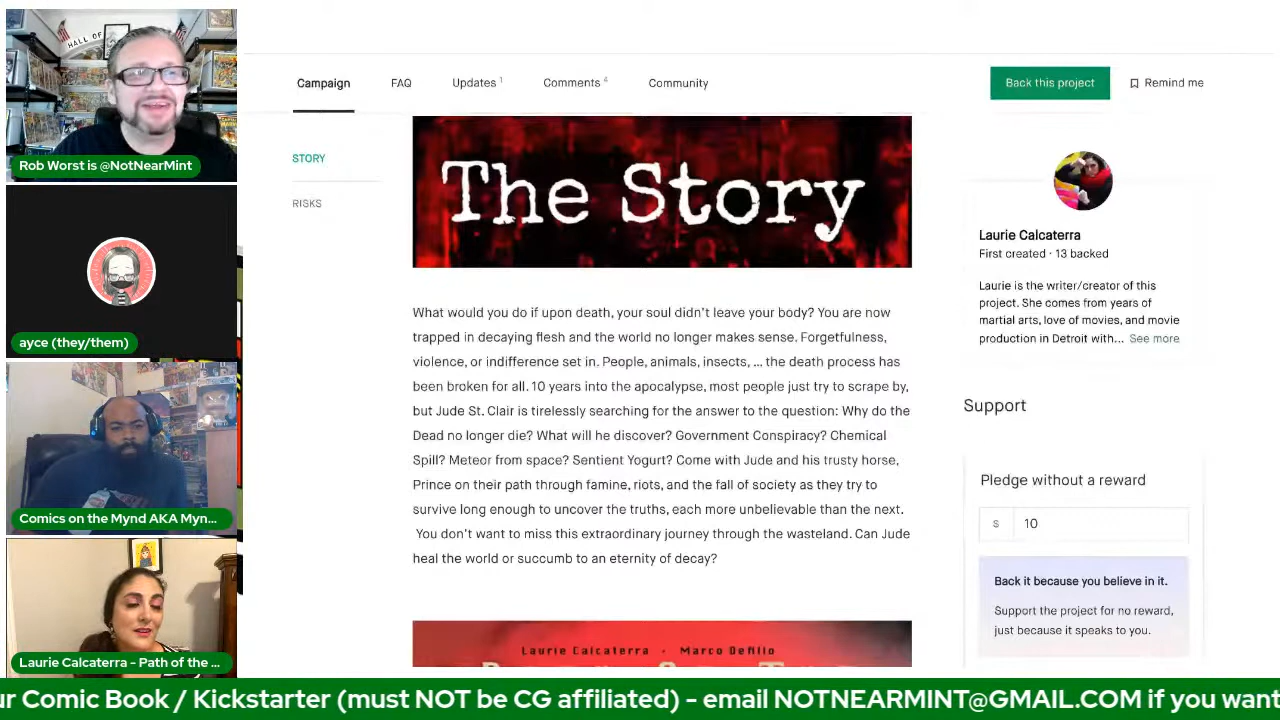 HALL OF
Rob Worst is @NotNearMint
ayce (they/them)
Comics on the Mynd AKA Myn...
Laurie Calcaterra - Path of the ...
Campaign
FAQ
Updates 1
Comments 4
Community
Back this project
Remind me
STORY
RISKS
The Story
What would you do if upon death, your soul didn't leave your body? You are now
trapped in decaying flesh and the world no longer makes sense. Forgetfulness,
violence, or indifference set in. People, animals, insects, ... the death process has
been broken for all. 10 years into the apocalypse, most people just try to scrape by,
but Jude St. Clair is tirelessly searching for the answer to the question: Why do the
Dead no longer die? What will he discover? Government Conspiracy? Chemical
Spill? Meteor from space? Sentient Yogurt? Come with Jude and his trusty horse,
Prince on their path through famine, riots, and the fall of society as they try to
survive long enough to uncover the truths, each more unbelievable than the next.
You don't want to miss this extraordinary journey through the wasteland. Can Jude
heal the world or succumb to an eternity of decay?
Laurie Calcaterra • Marco Defillo
Laurie Calcaterra
First created · 13 backed
Laurie is the writer/creator of this
project. She comes from years of
martial arts, love of movies, and movie
production in Detroit with... See more
Support
Pledge without a reward
$ 10
Back it because you believe in it.
Support the project for no reward,
just because it speaks to you.
ur Comic Book / Kickstarter (must NOT be CG affiliated) - email NOTNEARMINT@GMAIL.COM if you want